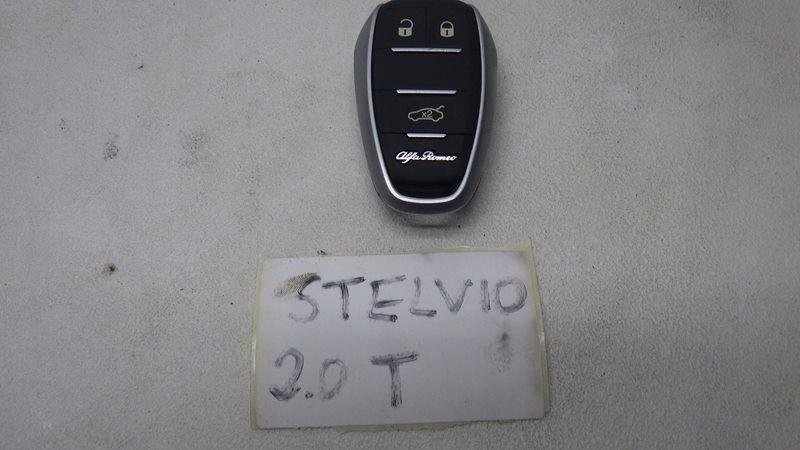 x2
Alfa Romeo
STELVIO
2.0 T